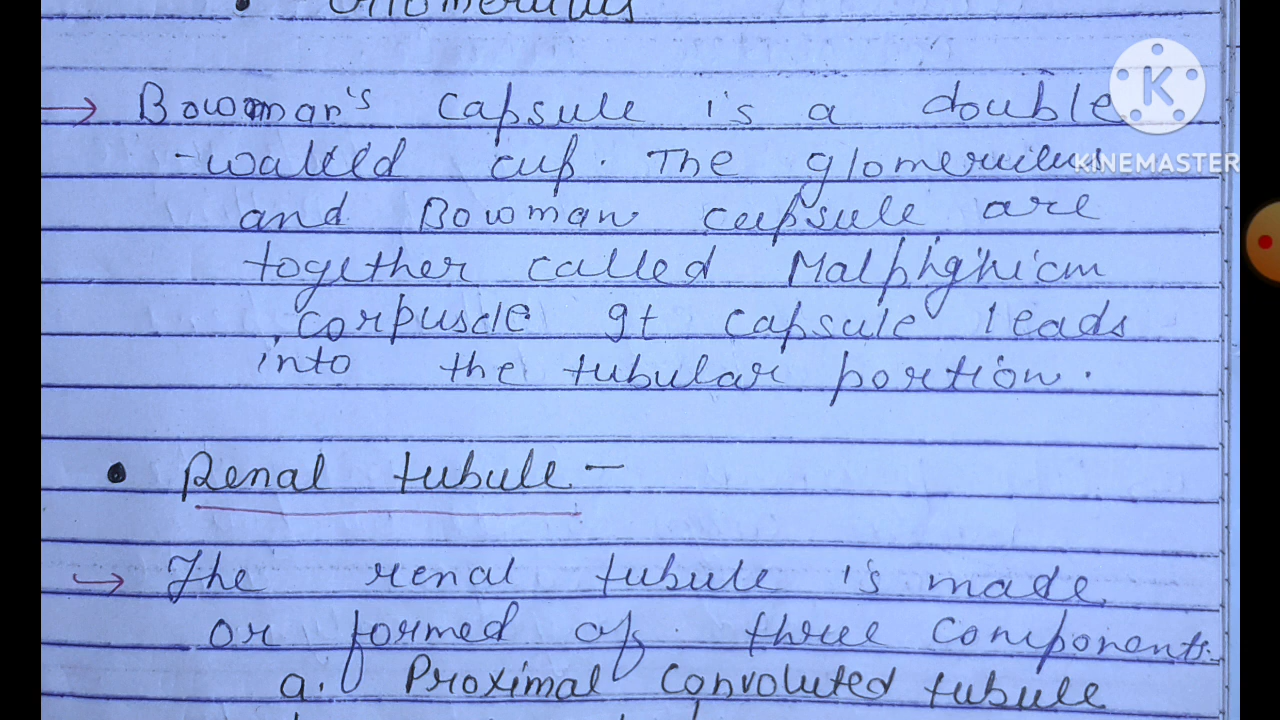 Glomerulus
→ Bowman's capsule is a double
-walled cup. The glomerulus
and Bowman capsule are
together called Malphghian
corpuscle It capsule leads
into the tubular portion.
• Renal tubule -
→ The renal tubule is made
or formed of three components.
a. Proximal Convoluted tubule
K
KINEMASTER